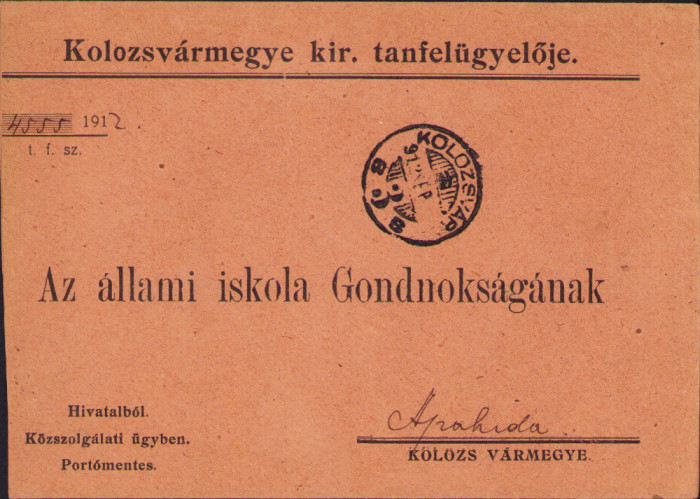 Kolozsvármegye kir. tanfelügyelője.
4555 1912.
t. f. sz.
KOLOZSVÁR
Az állami iskola Gondnokságának
Hivatalból.
Közszolgálati ügyben.
Portómentes.
Apahida
KOLOZS VÁRMEGYE.